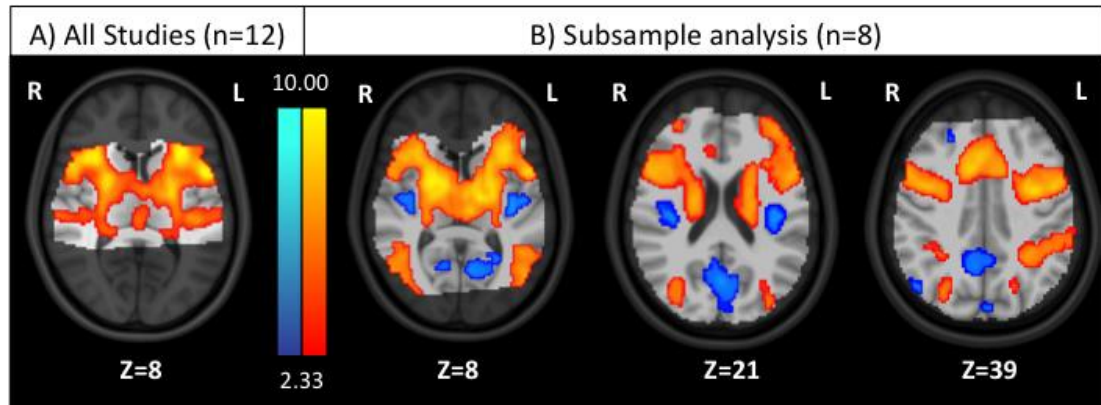 A) All Studies (n=12)
B) Subsample analysis (n=8)
R
L
10.00
2.33
Z=8
R
L
Z=8
Z=21
R
L
Z=39